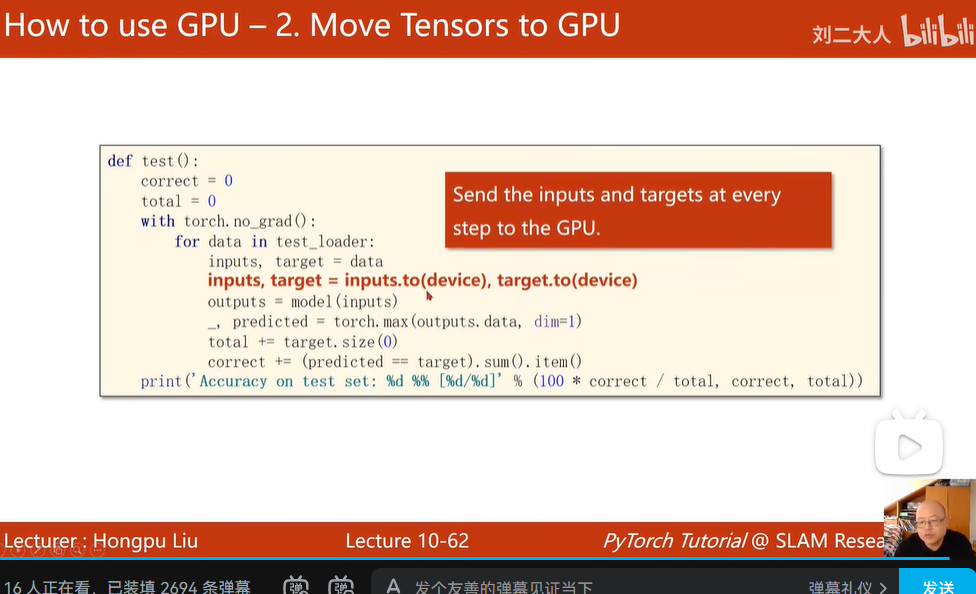 How to use GPU – 2. Move Tensors to GPU
刘二大人 bilibili
def test():
correct = 0
total = 0
with torch.no_grad():
for data in test_loader:
inputs, target = data
inputs, target = inputs.to(device), target.to(device)
outputs = model(inputs)
_, predicted = torch.max(outputs.data, dim=1)
total += target.size(0)
correct += (predicted == target).sum().item()
print('Accuracy on test set: %d %% [%d/%d]' % (100 * correct / total, correct, total))
Send the inputs and targets at every
step to the GPU.
Lecturer : Hongpu Liu
Lecture 10-62
PyTorch Tutorial @ SLAM Resea
16 人正在看, 已装填 2694 条弹幕
弹
弹
A
发个友善的弹幕见证当下
弹幕礼仪 >
发送